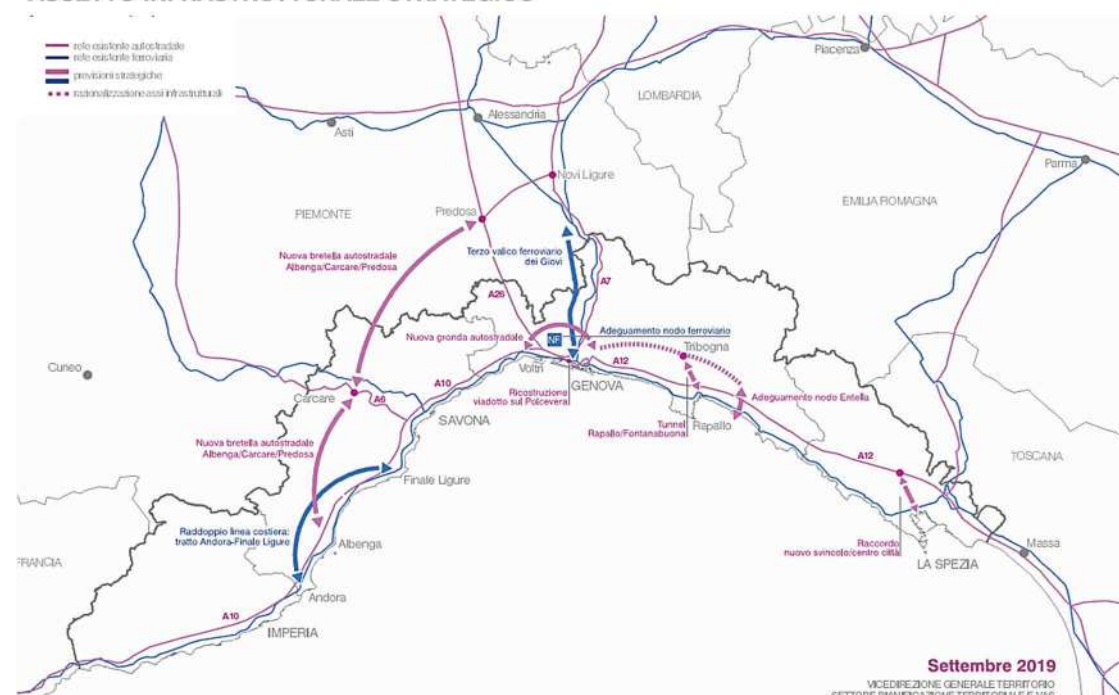 ASSETTO INFRASTRUTTURALE STRATEGICO
rete esistente autostradale
rete esistente ferroviaria
previsioni strategiche
razionalizzazione assi infrastrutturali
Piacenza
LOMBARDIA
Alessandria
Asti
Parma
Novi Ligure
EMILIA ROMAGNA
PIEMONTE
Predosa
Nuova bretella autostradale
Albenga/Carcare/Predosa
Terzo valico ferroviario
dei Giovi
A26
A7
Nuova gronda autostradale
NF
Adeguamento nodo ferroviario
Tribogna
Cuneo
Voltri
GENOVA
A12
A10
Carcare
A6
Ricostruzione
viadotto sul Polcevera
Adeguamento nodo Entella
SAVONA
Tunnel
Rapallo/Fontanabuona
Rapallo
Nuova bretella autostradale
Albenga/Carcare/Predosa
A12
TOSCANA
Finale Ligure
Raddoppio linea costiera:
tratto Andora-Finale Ligure
Albenga
Raccordo
nuovo svincolo/centro città
Massa
FRANCIA
LA SPEZIA
Andora
A10
IMPERIA
Settembre 2019
VICEDIREZIONE GENERALE TERRITORIO